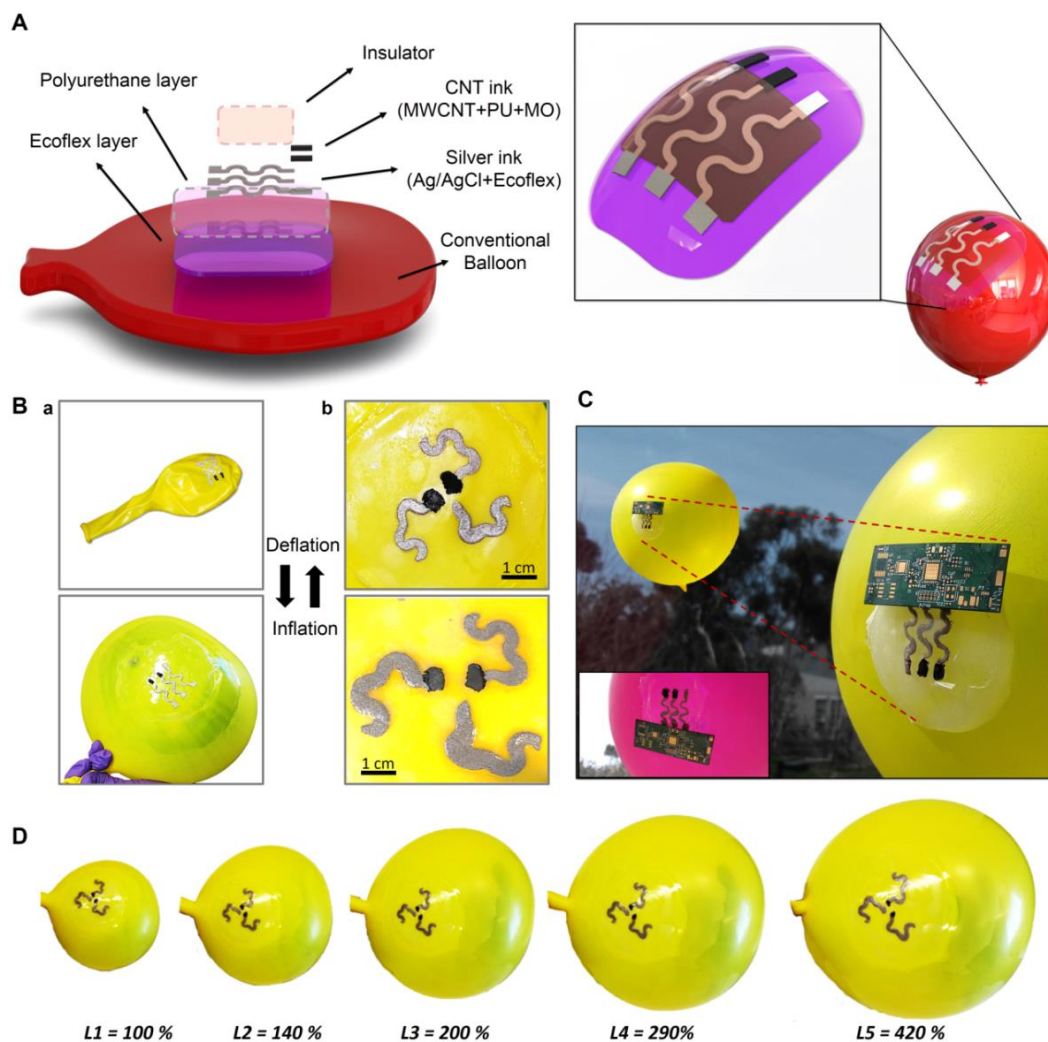 A
Insulator
Polyurethane layer
CNT ink
(MWCNT+PU+MO)
Ecoflex layer
Silver ink
(Ag/AgCl+Ecoflex)
Conventional
Balloon
B
a
b
Deflation
Inflation
1 cm
1 cm
C
D
L1 = 100 %
L2 = 140 %
L3 = 200 %
L4 = 290%
L5 = 420 %